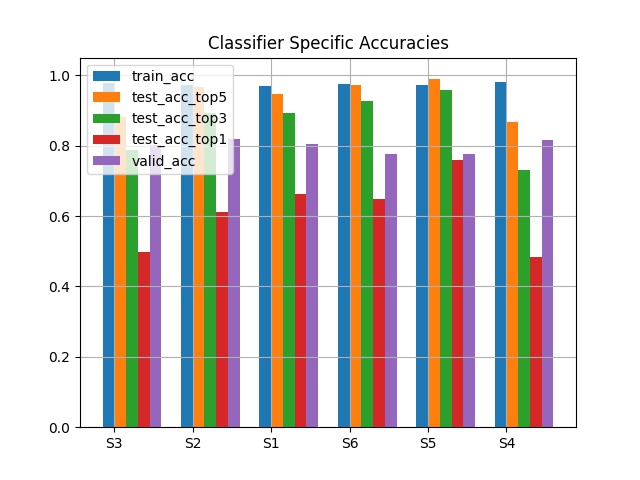 Classifier Specific Accuracies
1.0
0.8
0.6
0.4
0.2
0.0
train_acc
test_acc_top5
test_acc_top3
test_acc_top1
valid_acc
S3 S2 S1 S6 S5 S4